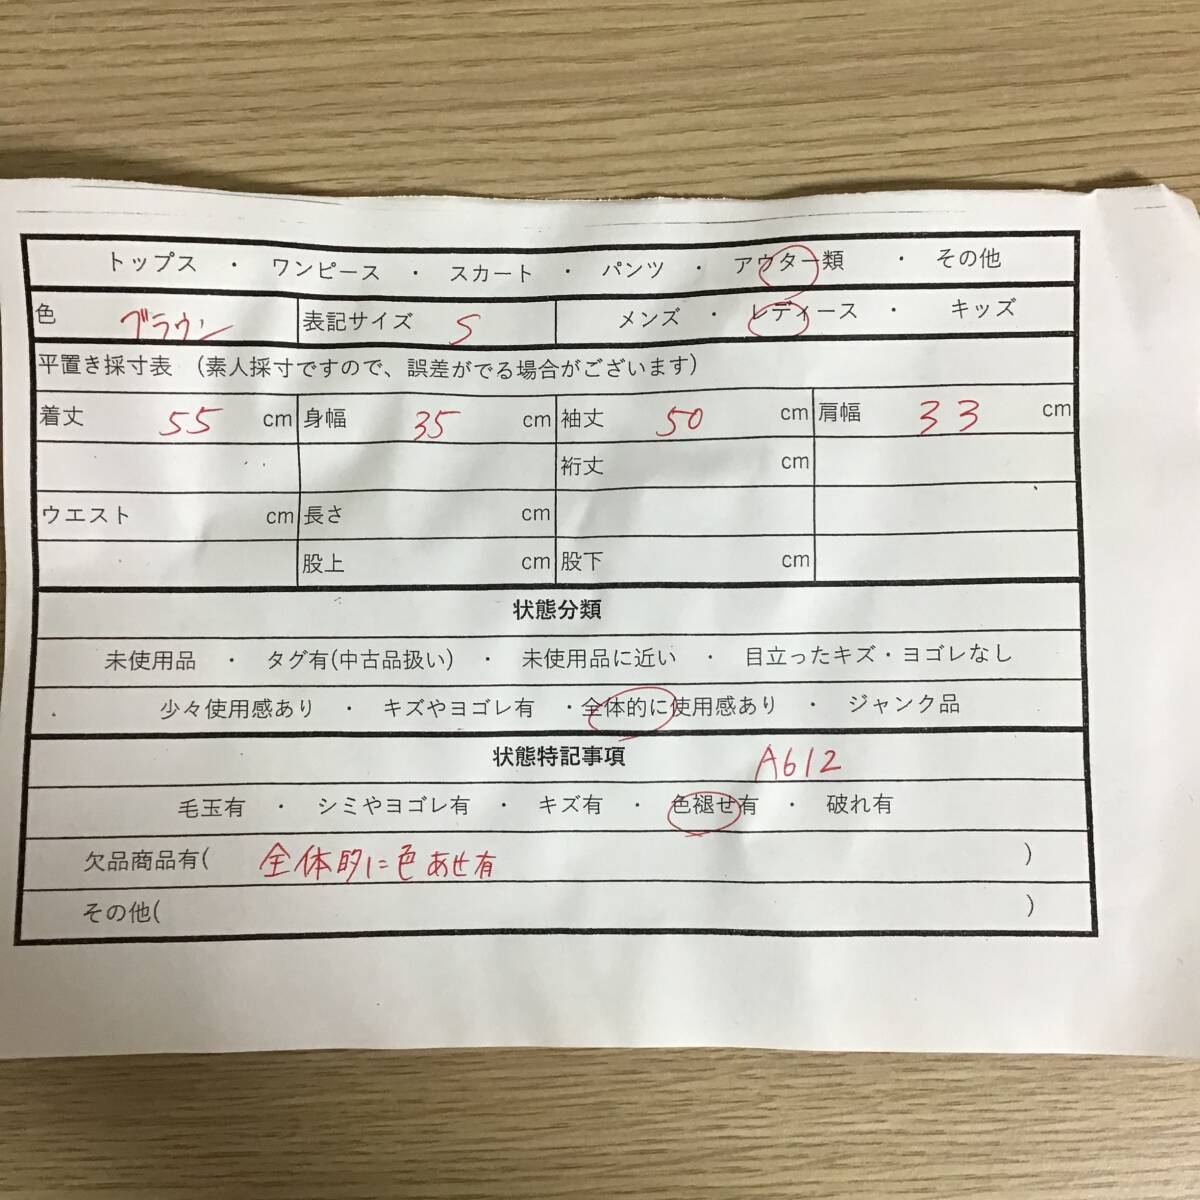 トップス ・ ワンピース ・ スカート ・ パンツ ・ アウター類 ・ その他
色 ブラウン 表記サイズ S メンズ ・ レディース ・ キッズ
平置き採寸表 (素人採寸ですので、誤差がでる場合がございます)
着丈 55 cm 身幅 35 cm 袖丈 50 cm 肩幅 33 cm
裄丈 cm
ウエスト cm 長さ cm
股上 cm 股下 cm
状態分類
未使用品 ・ タグ有(中古品扱い) ・ 未使用品に近い ・ 目立ったキズ・ヨゴレなし
少々使用感あり ・ キズやヨゴレ有 ・全体的に使用感あり ・ ジャンク品
状態特記事項 A612
毛玉有 ・ シミやヨゴレ有 ・ キズ有 ・ 色褪せ有 ・ 破れ有
欠品商品有( 全体的に色あせ有 )
その他( )